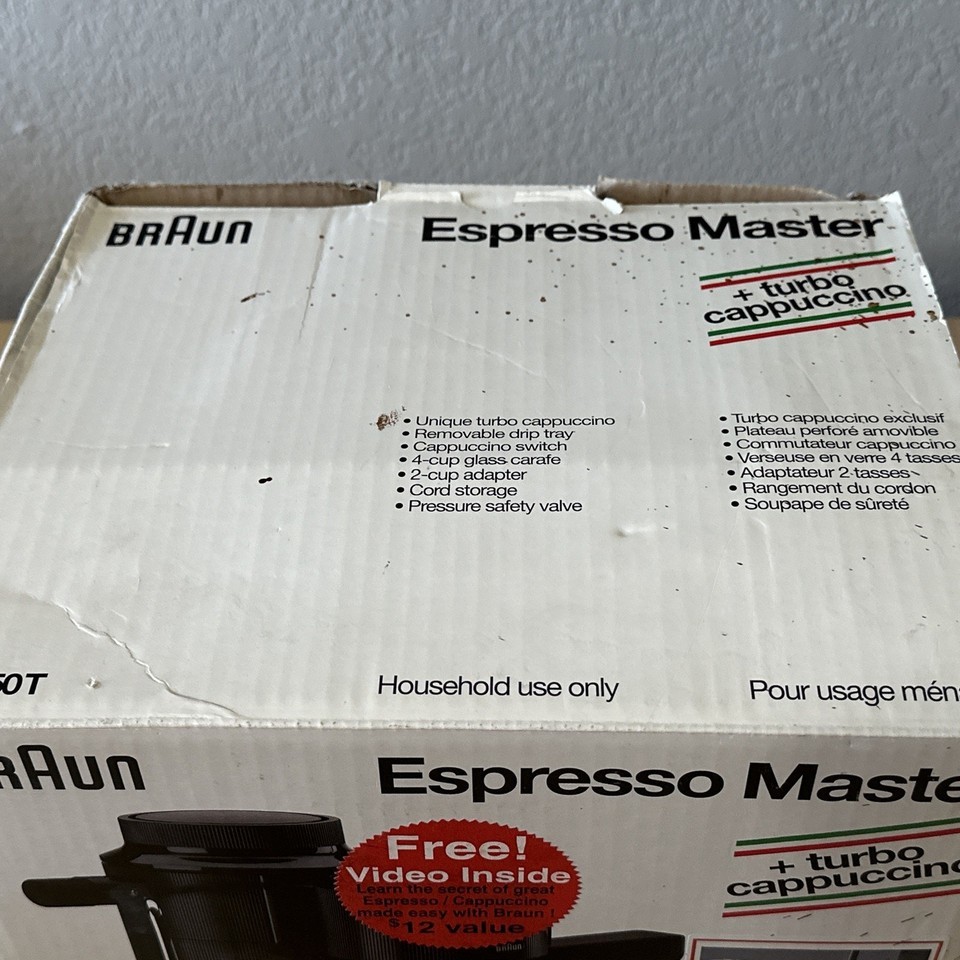 BRAUN
Espresso Master
+ turbo
cappuccino
• Unique turbo cappuccino
• Removable drip tray
• Cappuccino switch
• 4-cup glass carafe
• 2-cup adapter
• Cord storage
• Pressure safety valve
• Turbo cappuccino exclusif
• Plateau perforé amovible
• Commutateur cappuccino
• Verseuse en verre 4 tasses
• Adaptateur 2 tasses
• Rangement du cordon
• Soupape de sûreté
50T
Household use only
Pour usage mén
RAUN
Espresso Maste
+ turbo
cappuccino
Free!
Video Inside
Learn the secret of great
Espresso / Cappuccino
made easy with Braun !
$12 value
BRAUN